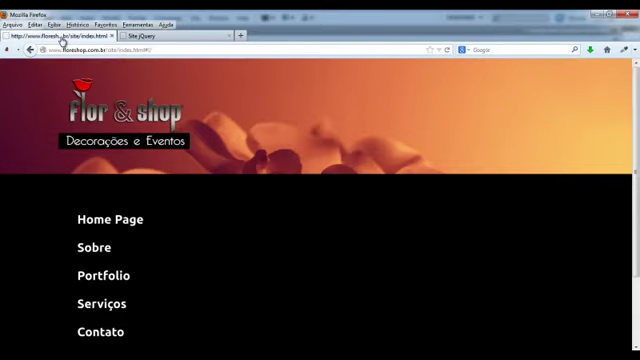 Mozilla Firefox
Arquivo Editar Exibir Histórico Favoritos Ferramentas Ajuda
Site jQuery
www.floreshop.com.br/site/index.html#!/
Google
flor & shop
Decorações e Eventos
Home Page
Sobre
Portfolio
Serviços
Contato